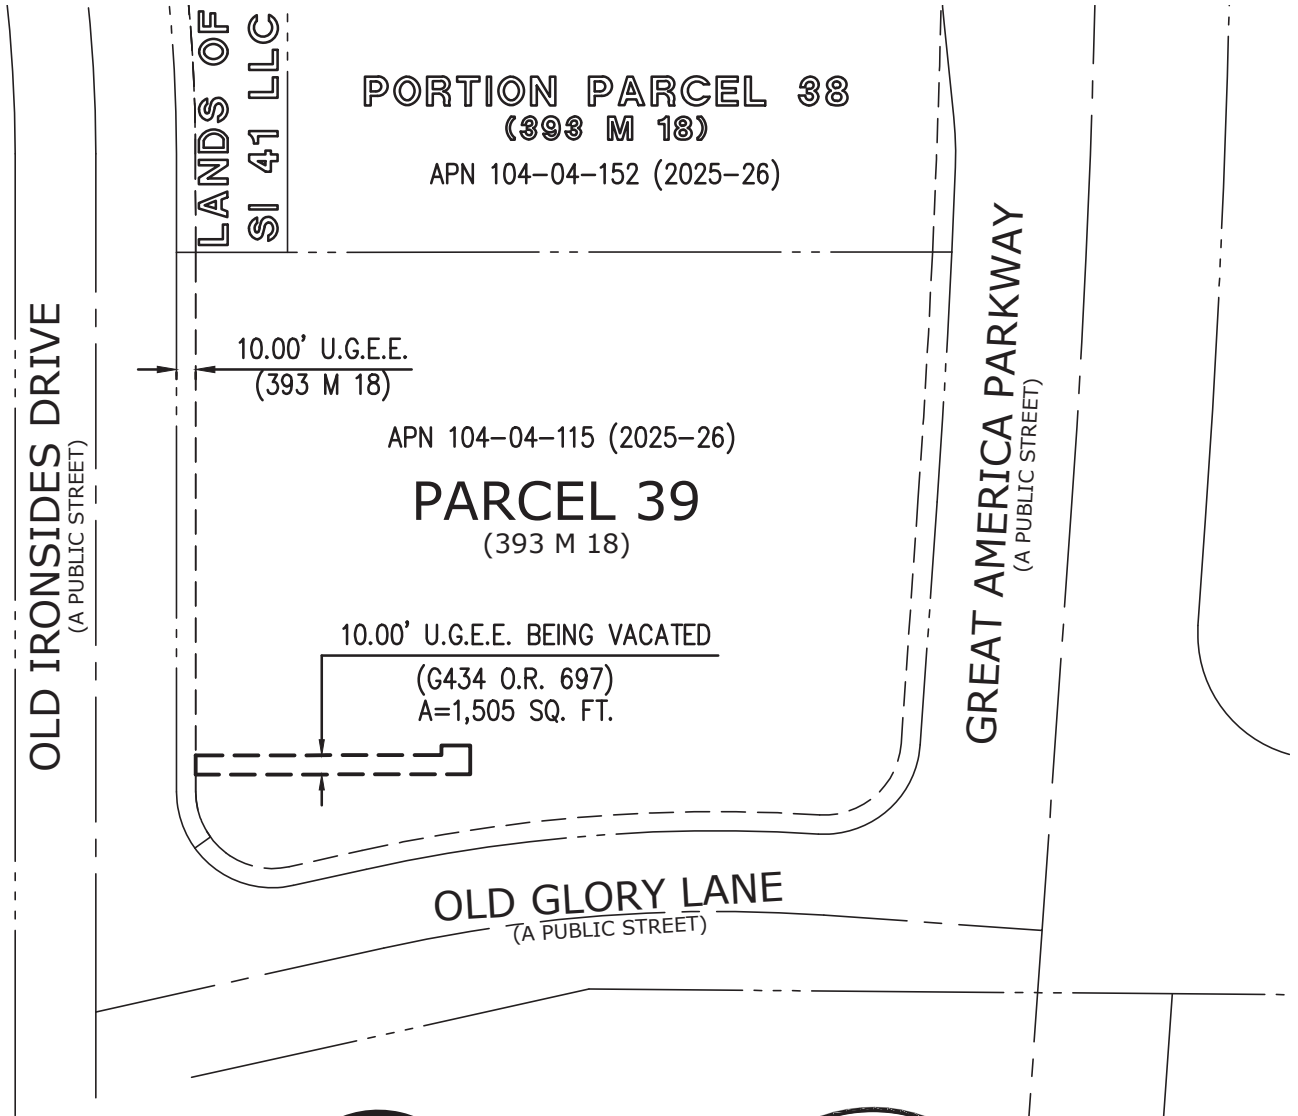 LANDS OF
SI 41 LLC
PORTION PARCEL 38
(393 M 18)
APN 104-04-152 (2025-26)
10.00' U.G.E.E.
(393 M 18)
APN 104-04-115 (2025-26)
PARCEL 39
(393 M 18)
10.00' U.G.E.E. BEING VACATED
(G434 O.R. 697)
A=1,505 SQ. FT.
OLD IRONSIDES DRIVE
(A PUBLIC STREET)
GREAT AMERICA PARKWAY
(A PUBLIC STREET)
OLD GLORY LANE
(A PUBLIC STREET)